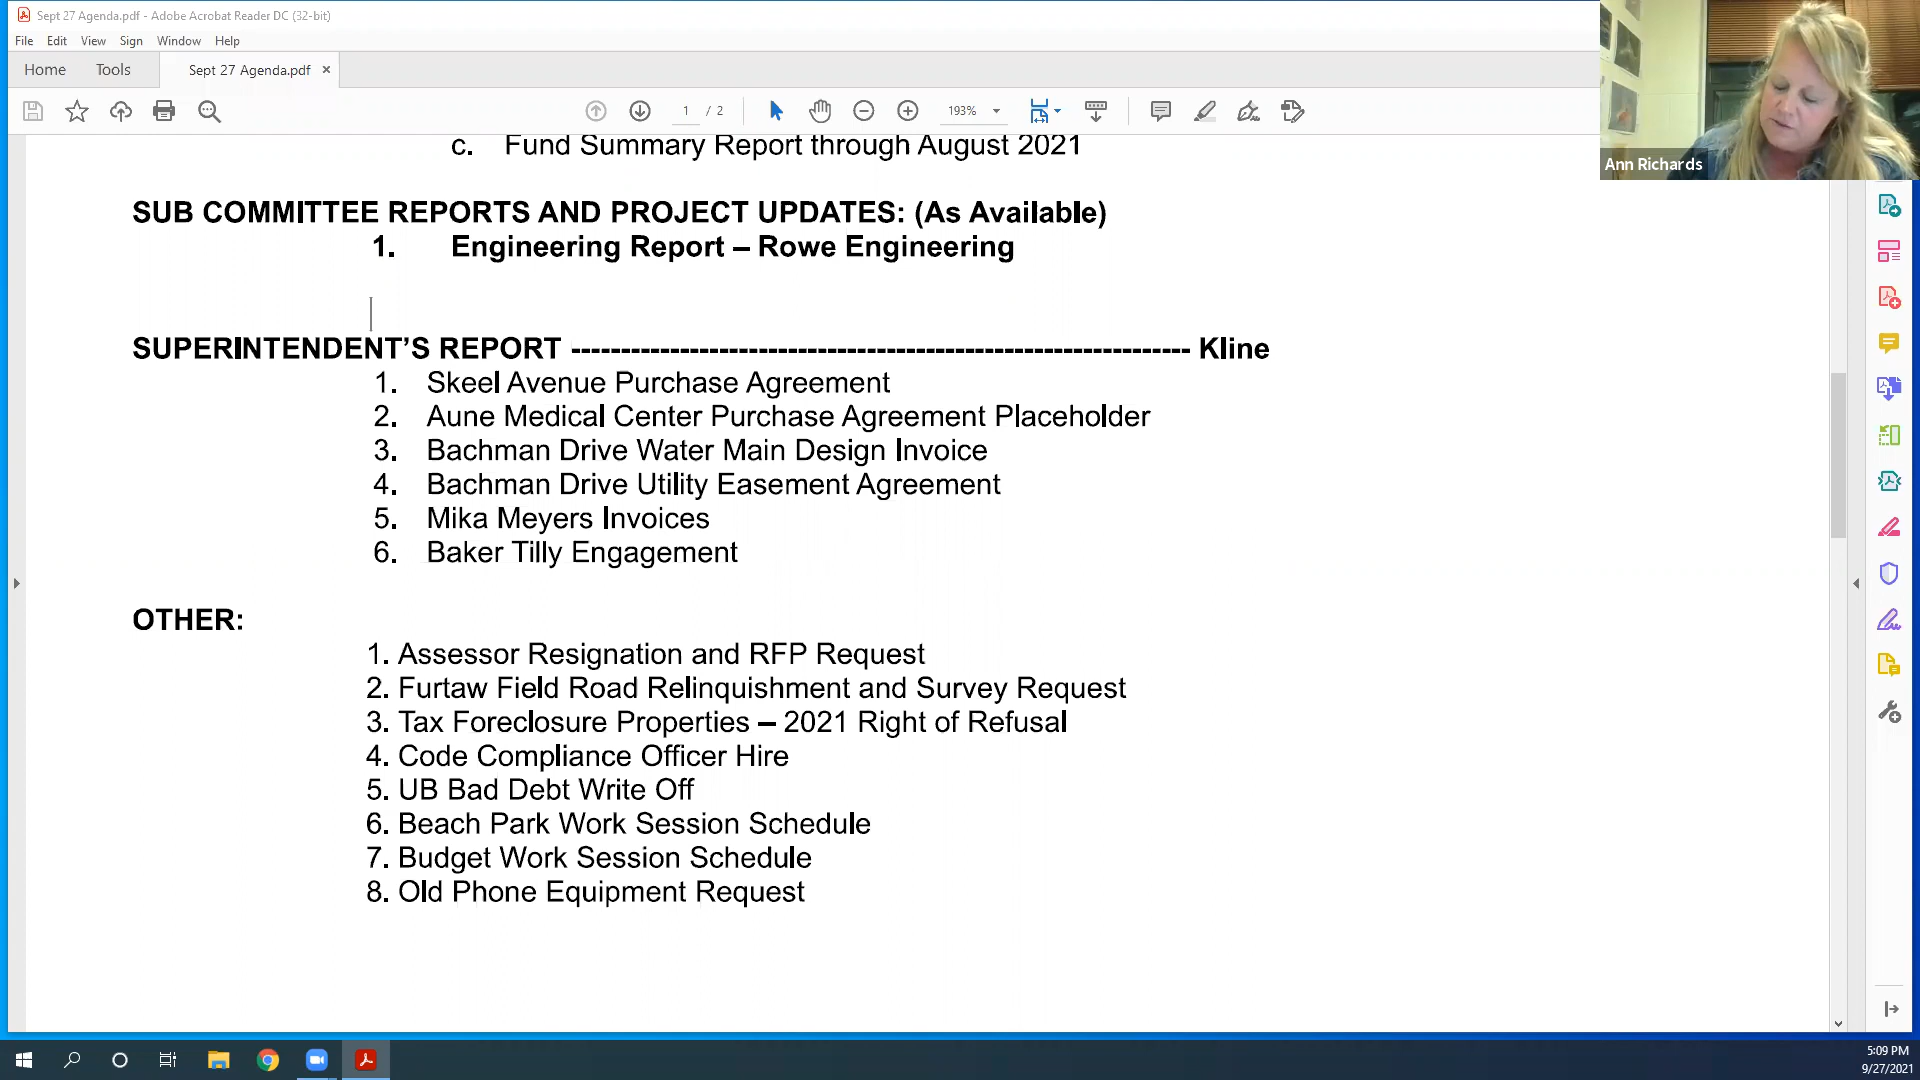 Sept 27 Agenda.pdf - Adobe Acrobat Reader DC (32-bit)
File Edit View Sign Window Help
Home Tools Sept 27 Agenda.pdf ×
1 / 2 193%
c. Fund Summary Report through August 2021
SUB COMMITTEE REPORTS AND PROJECT UPDATES: (As Available)
1. Engineering Report – Rowe Engineering
SUPERINTENDENT’S REPORT -------------------------------------------------------------- Kline
1. Skeel Avenue Purchase Agreement
2. Aune Medical Center Purchase Agreement Placeholder
3. Bachman Drive Water Main Design Invoice
4. Bachman Drive Utility Easement Agreement
5. Mika Meyers Invoices
6. Baker Tilly Engagement
OTHER:
1. Assessor Resignation and RFP Request
2. Furtaw Field Road Relinquishment and Survey Request
3. Tax Foreclosure Properties – 2021 Right of Refusal
4. Code Compliance Officer Hire
5. UB Bad Debt Write Off
6. Beach Park Work Session Schedule
7. Budget Work Session Schedule
8. Old Phone Equipment Request
Ann Richards
5:09 PM
9/27/2021